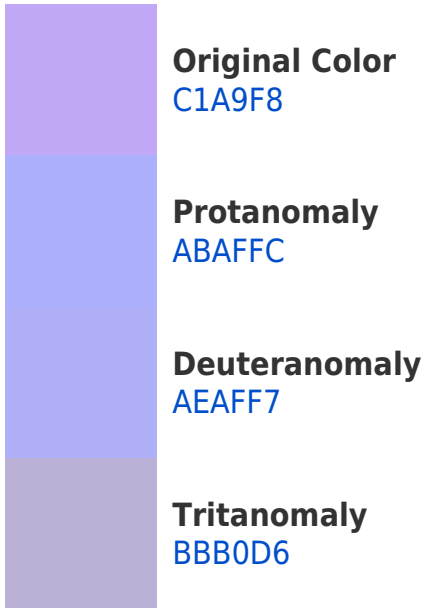 Original Color
C1A9F8
Protanomaly
ABAFFC
Deuteranomaly
AEAFF7
Tritanomaly
BBB0D6